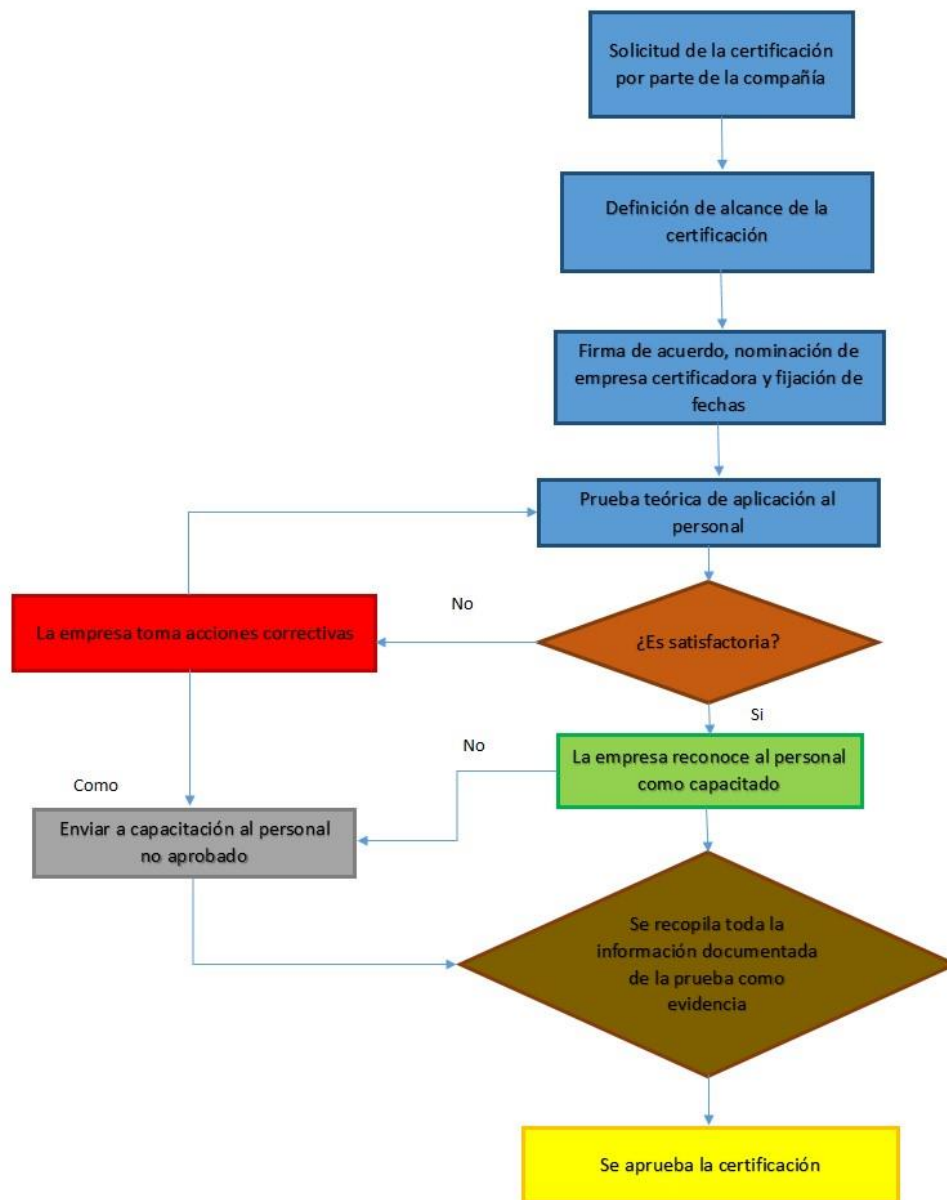 Solicitud de la certificación
por parte de la compañía
Definición de alcance de la
certificación
Firma de acuerdo, nominación de
empresa certificadora y fijación de
fechas
Prueba teórica de aplicación al
personal
No
La empresa toma acciones correctivas
¿Es satisfactoria?
Si
No
La empresa reconoce al personal
como capacitado
Como
Enviar a capacitación al personal
no aprobado
Se recopila toda la
información documentada
de la prueba como
evidencia
Se aprueba la certificación